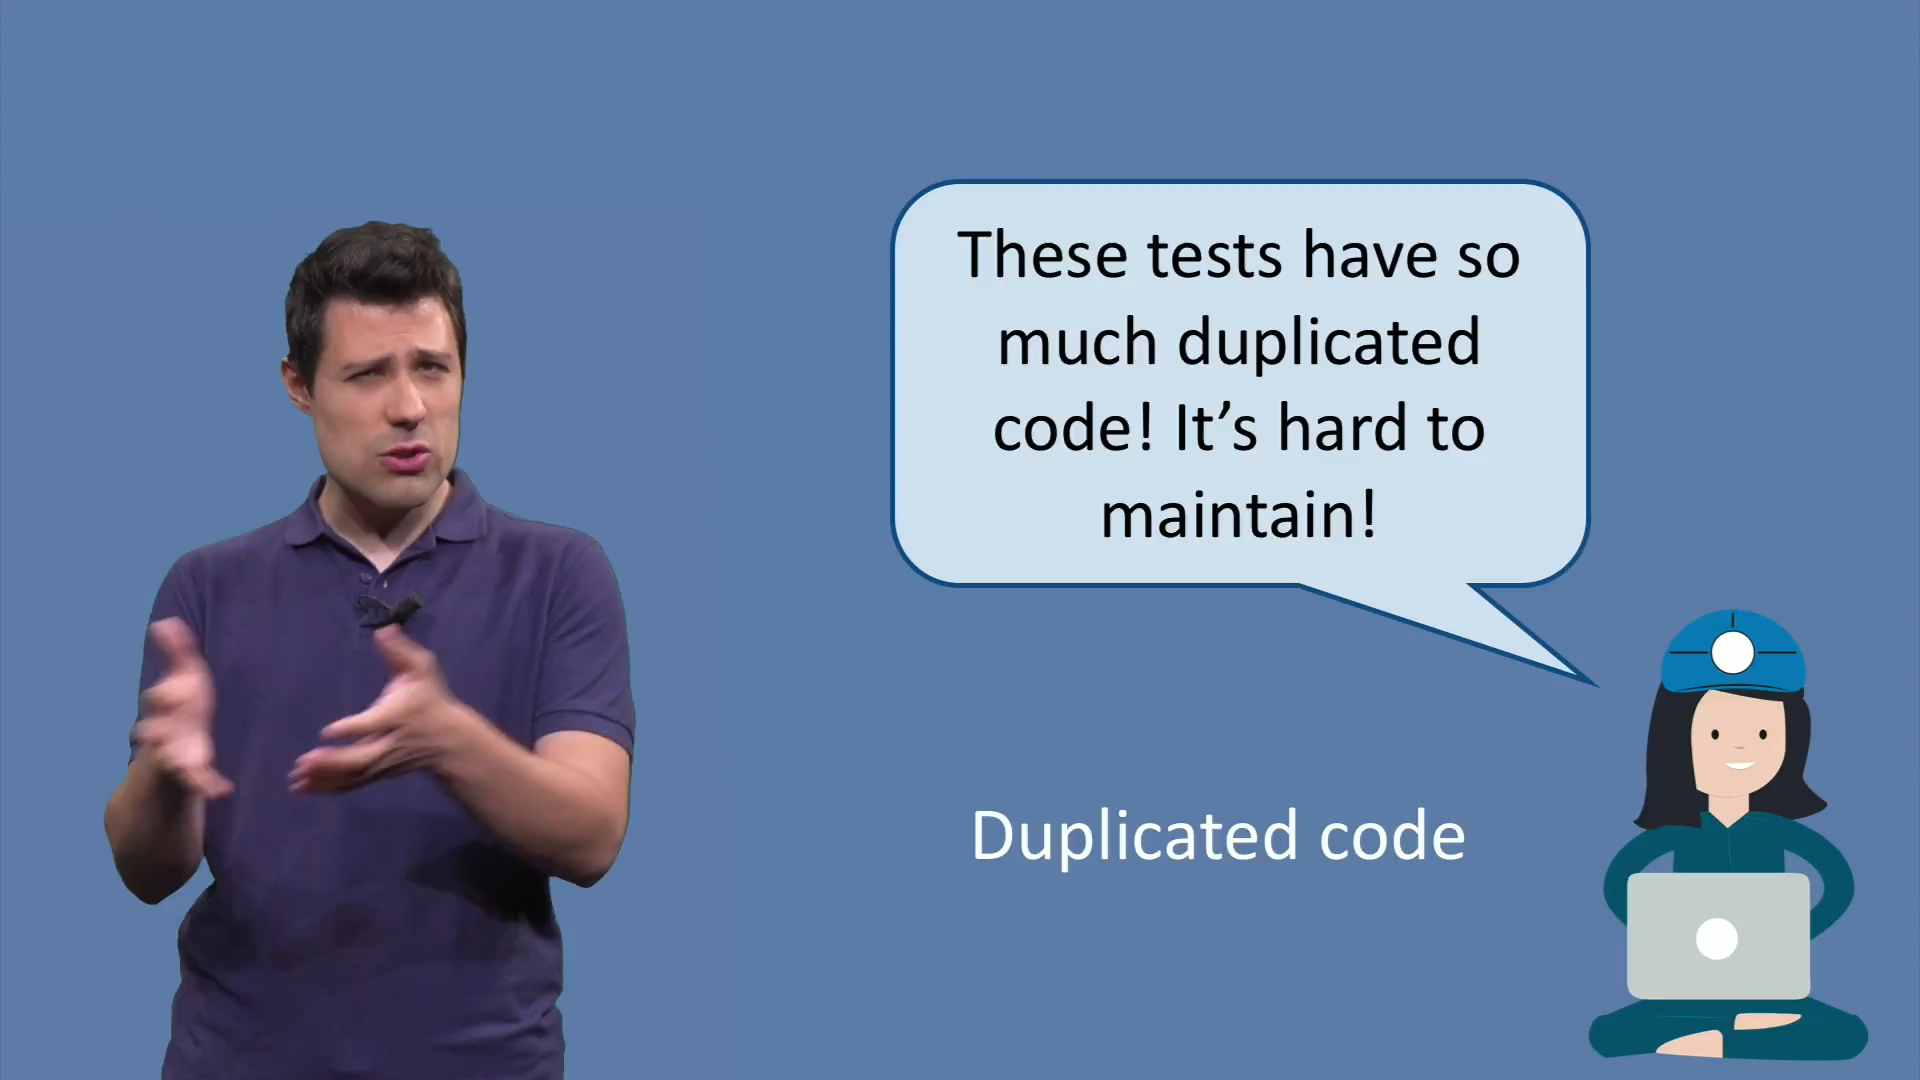 These tests have so
much duplicated
code! It’s hard to
maintain!
Duplicated code